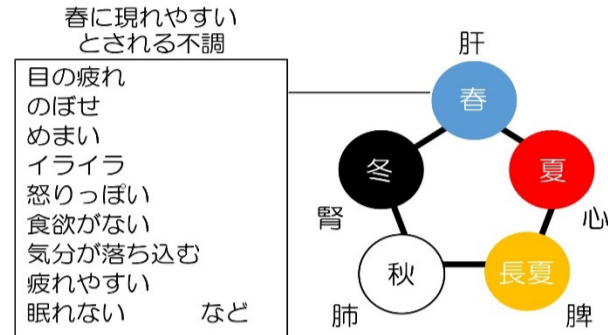 春に現れやすい
とされる不調
目の疲れ
のぼせ
めまい
イライラ
怒りっぽい
食欲がない
気分が落ち込む
疲れやすい
眠れない　　　など
肝
春
冬
夏
腎
心
秋
長夏
肺
脾